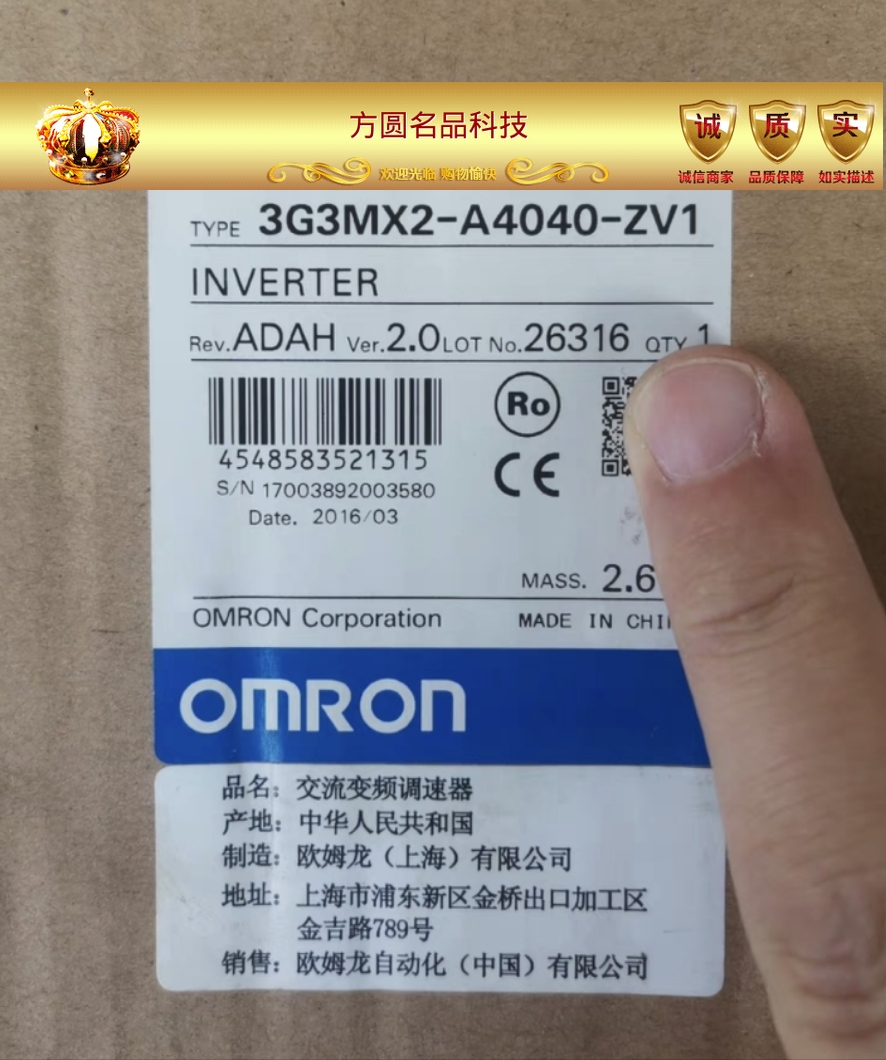 方圆名品科技
欢迎光临 购物愉快
诚 质 实
诚信商家 品质保障 如实描述
TYPE 3G3MX2-A4040-ZV1
INVERTER
Rev.ADAH Ver.2.0 LOT No.26316 QTY 1
Ro
4548583521315
CE
S/N 17003892003580
Date. 2016/03
MASS. 2.6
OMRON Corporation MADE IN CHI
OMRON
品名：交流变频调速器
产地：中华人民共和国
制造：欧姆龙（上海）有限公司
地址：上海市浦东新区金桥出口加工区
金吉路789号
销售：欧姆龙自动化（中国）有限公司